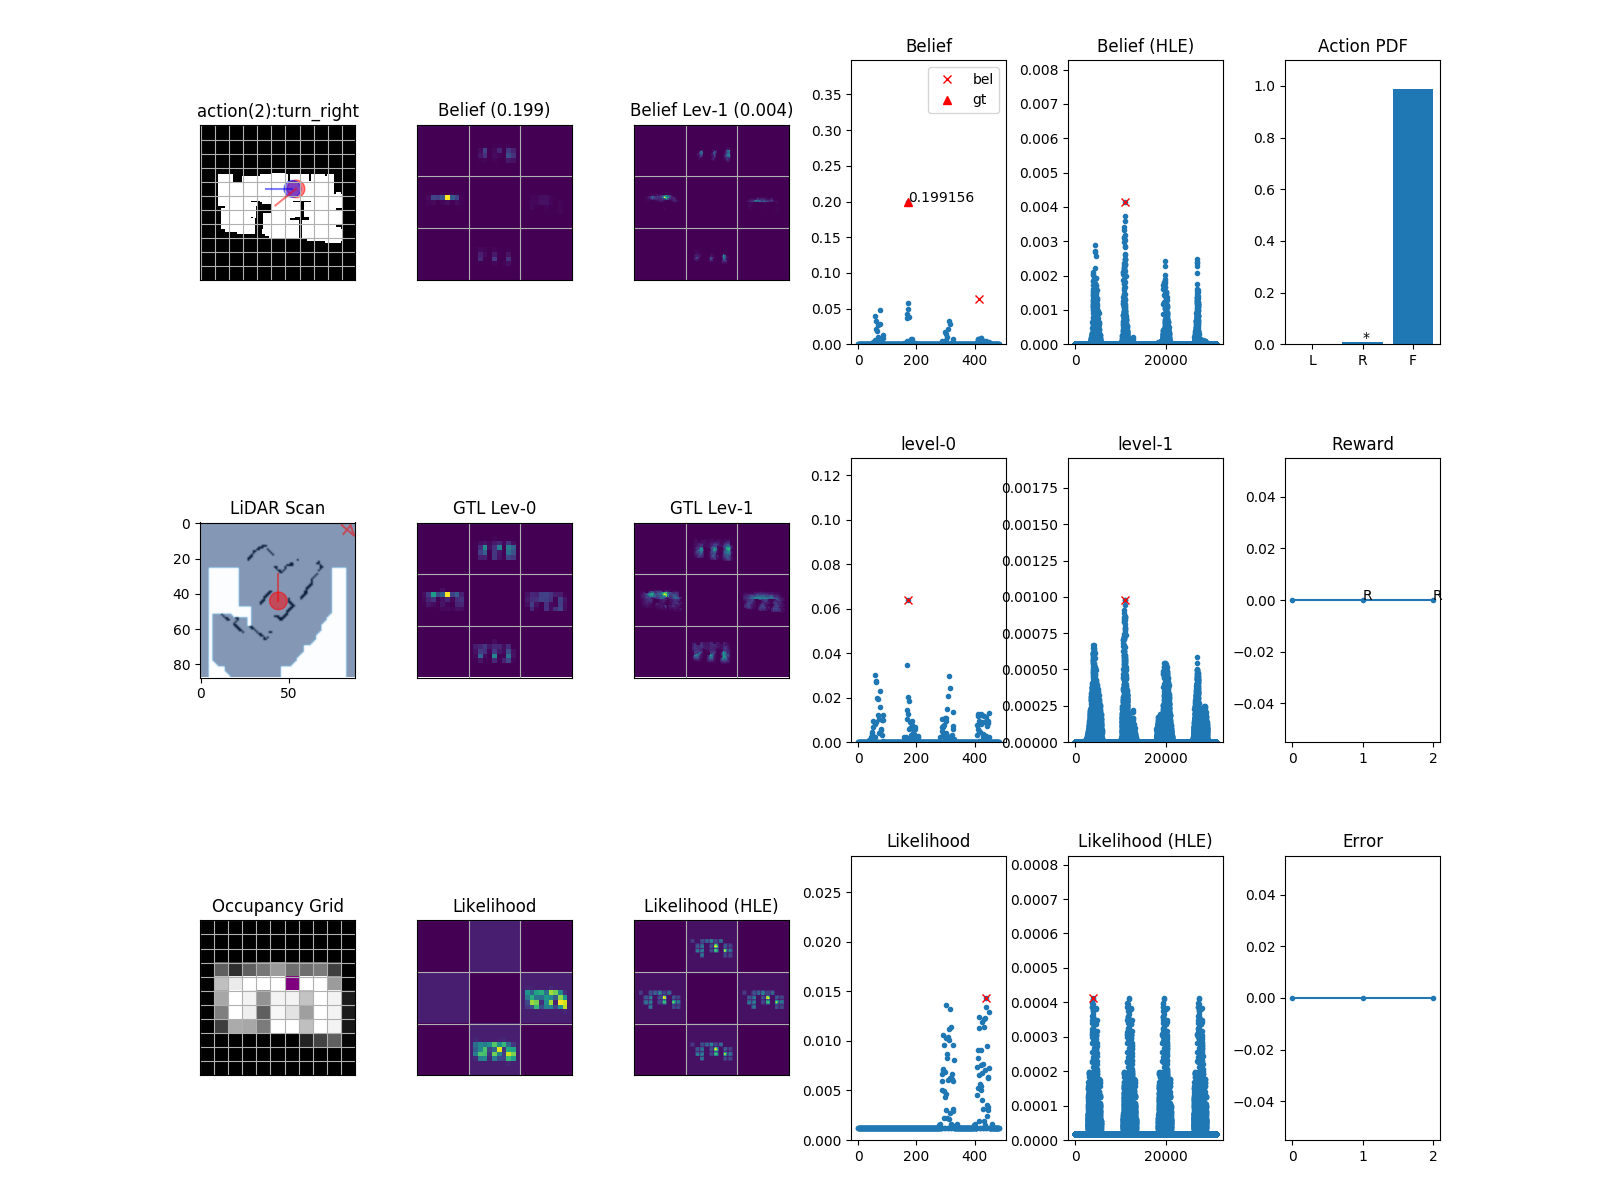 Belief
Belief (HLE)
Action PDF
action(2):turn_right
Belief (0.199)
Belief Lev-1 (0.004)
0.35
0.30
0.25
0.20
0.15
0.10
0.05
0.00
0 200 400
bel
gt
0.199156
0.008
0.007
0.006
0.005
0.004
0.003
0.002
0.001
0.000
0 20000
1.0
0.8
0.6
0.4
0.2
0.0
*
L R F
LiDAR Scan
GTL Lev-0
GTL Lev-1
level-0
level-1
Reward
0
20
40
60
80
0 50
0.12
0.10
0.08
0.06
0.04
0.02
0.00
0 200 400
0.00175
0.00150
0.00125
0.00100
0.00075
0.00050
0.00025
0.00000
0 20000
0.04
0.02
0.00
−0.02
−0.04
R R
0 1 2
Occupancy Grid
Likelihood
Likelihood (HLE)
Likelihood
Likelihood (HLE)
Error
0.025
0.020
0.015
0.010
0.005
0.000
0 200 400
0.0008
0.0007
0.0006
0.0005
0.0004
0.0003
0.0002
0.0001
0.0000
0 20000
0.04
0.02
0.00
−0.02
−0.04
0 1 2